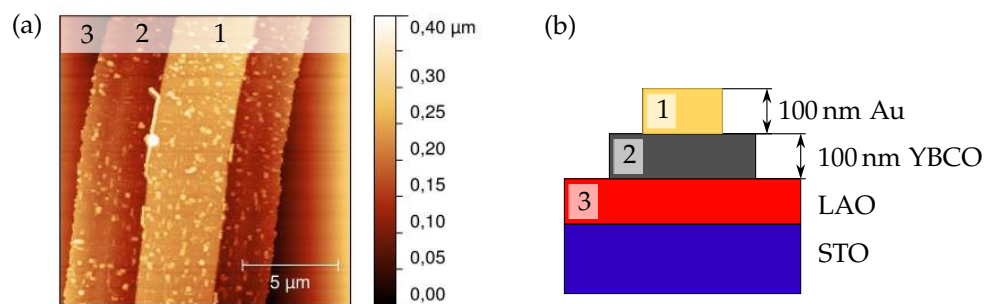 (a)
3 2 1
0,40 µm
0,30
0,25
0,20
0,15
0,10
0,05
0,00
5 µm
(b)
1
100 nm Au
2
100 nm YBCO
3
LAO
STO